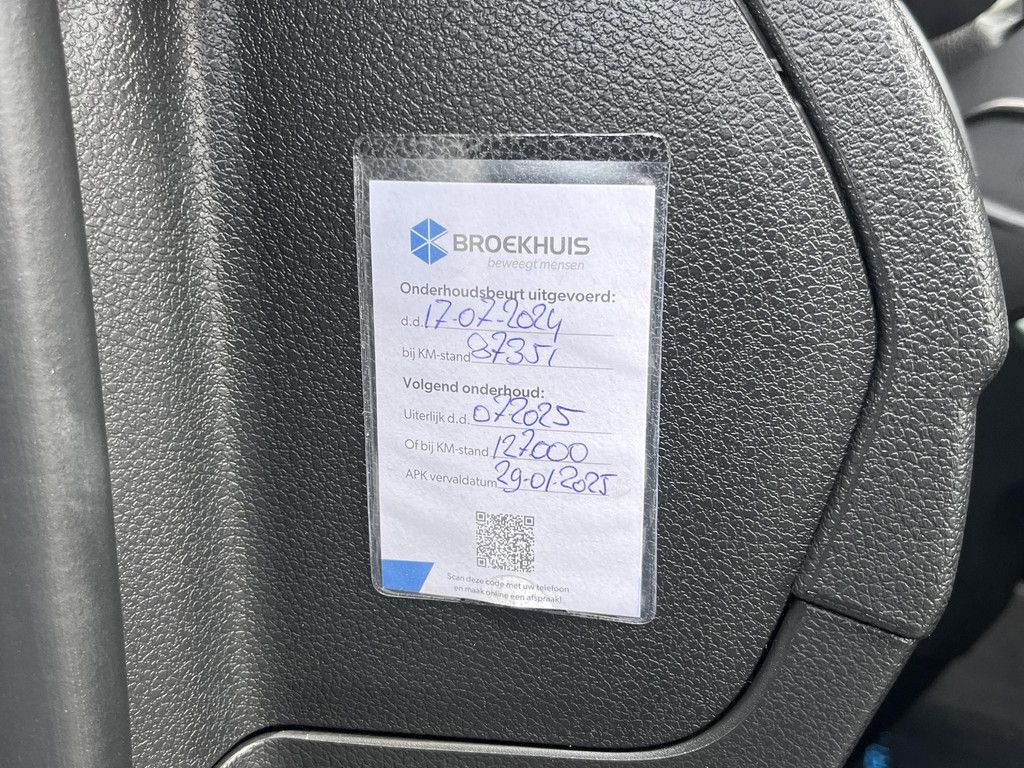 BROEKHUIS
beweegt mensen
Onderhoudsbeurt uitgevoerd:
d.d. 17-07-2024
bij KM-stand 87351
Volgend onderhoud:
Uiterlijk d.d. 07 2025
Of bij KM-stand 127000
APK vervaldatum 29-01-2025
Scan deze code met uw telefoon
en maak online een afspraak!